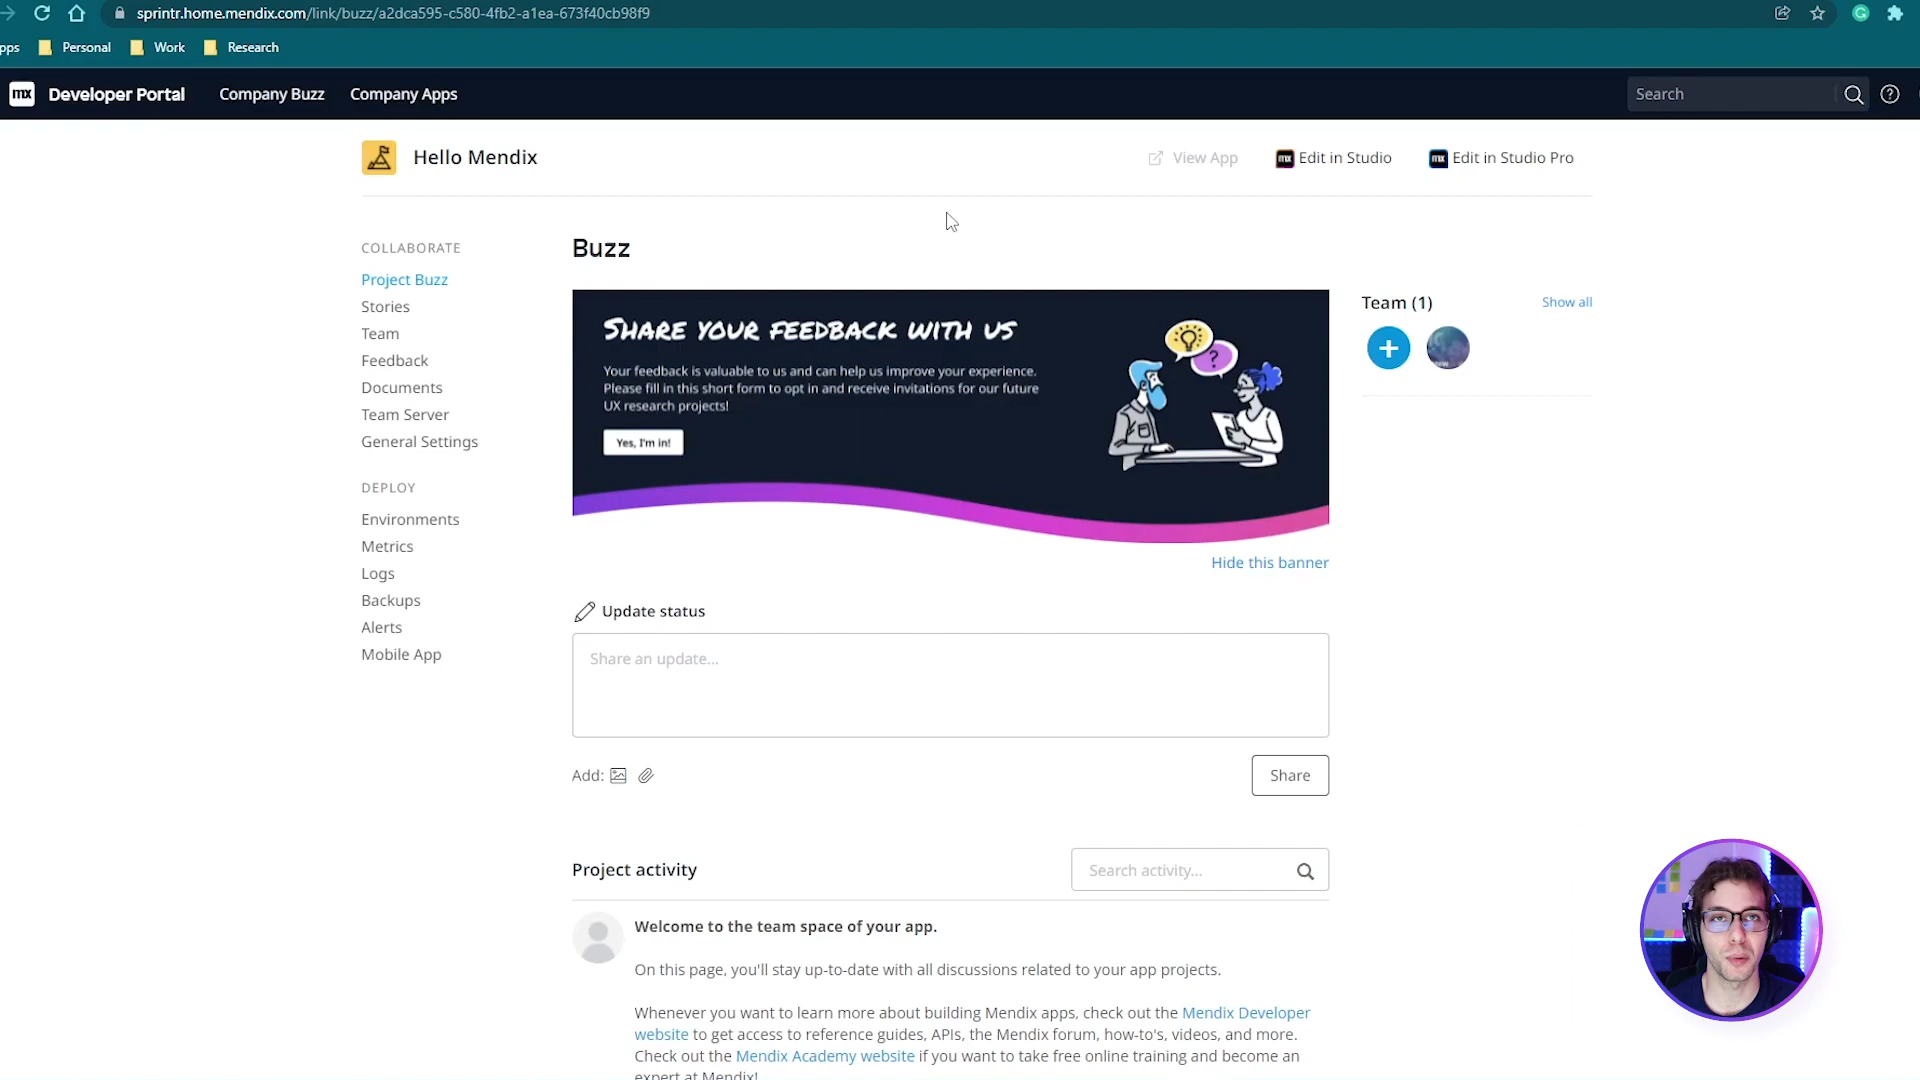 sprintr.home.mendix.com/link/buzz/a2dca595-c580-4fb2-a1ea-673f40cb98f9
pps Personal Work Research
mx Developer Portal Company Buzz Company Apps Search
Hello Mendix
View App mx Edit in Studio mx Edit in Studio Pro
COLLABORATE
Project Buzz
Stories
Team
Feedback
Documents
Team Server
General Settings
DEPLOY
Environments
Metrics
Logs
Backups
Alerts
Mobile App
Buzz
SHARE YOUR FEEDBACK WITH US
Your feedback is valuable to us and can help us improve your experience.
Please fill in this short form to opt in and receive invitations for our future
UX research projects!
Yes, I'm in!
Hide this banner
Team (1) Show all
Update status
Share an update...
Add:
Share
Project activity
Search activity...
Welcome to the team space of your app.
On this page, you'll stay up-to-date with all discussions related to your app projects.
Whenever you want to learn more about building Mendix apps, check out the Mendix Developer
website to get access to reference guides, APIs, the Mendix forum, how-to's, videos, and more.
Check out the Mendix Academy website if you want to take free online training and become an
expert at Mendix!